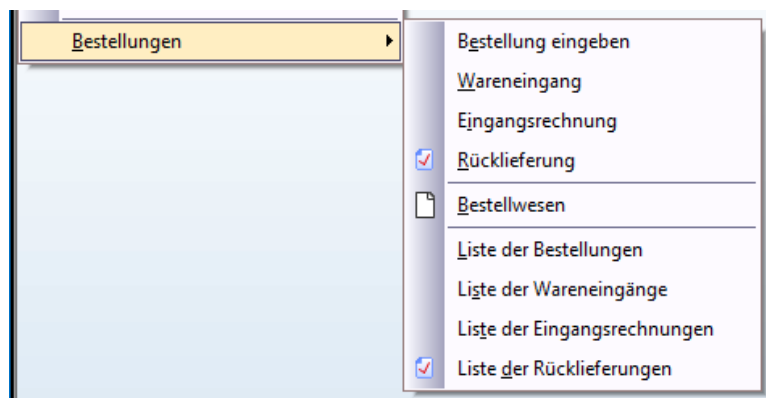 Bestellungen
Bestellung eingeben
Wareneingang
Eingangsrechnung
Rücklieferung
Bestellwesen
Liste der Bestellungen
Liste der Wareneingänge
Liste der Eingangsrechnungen
Liste der Rücklieferungen